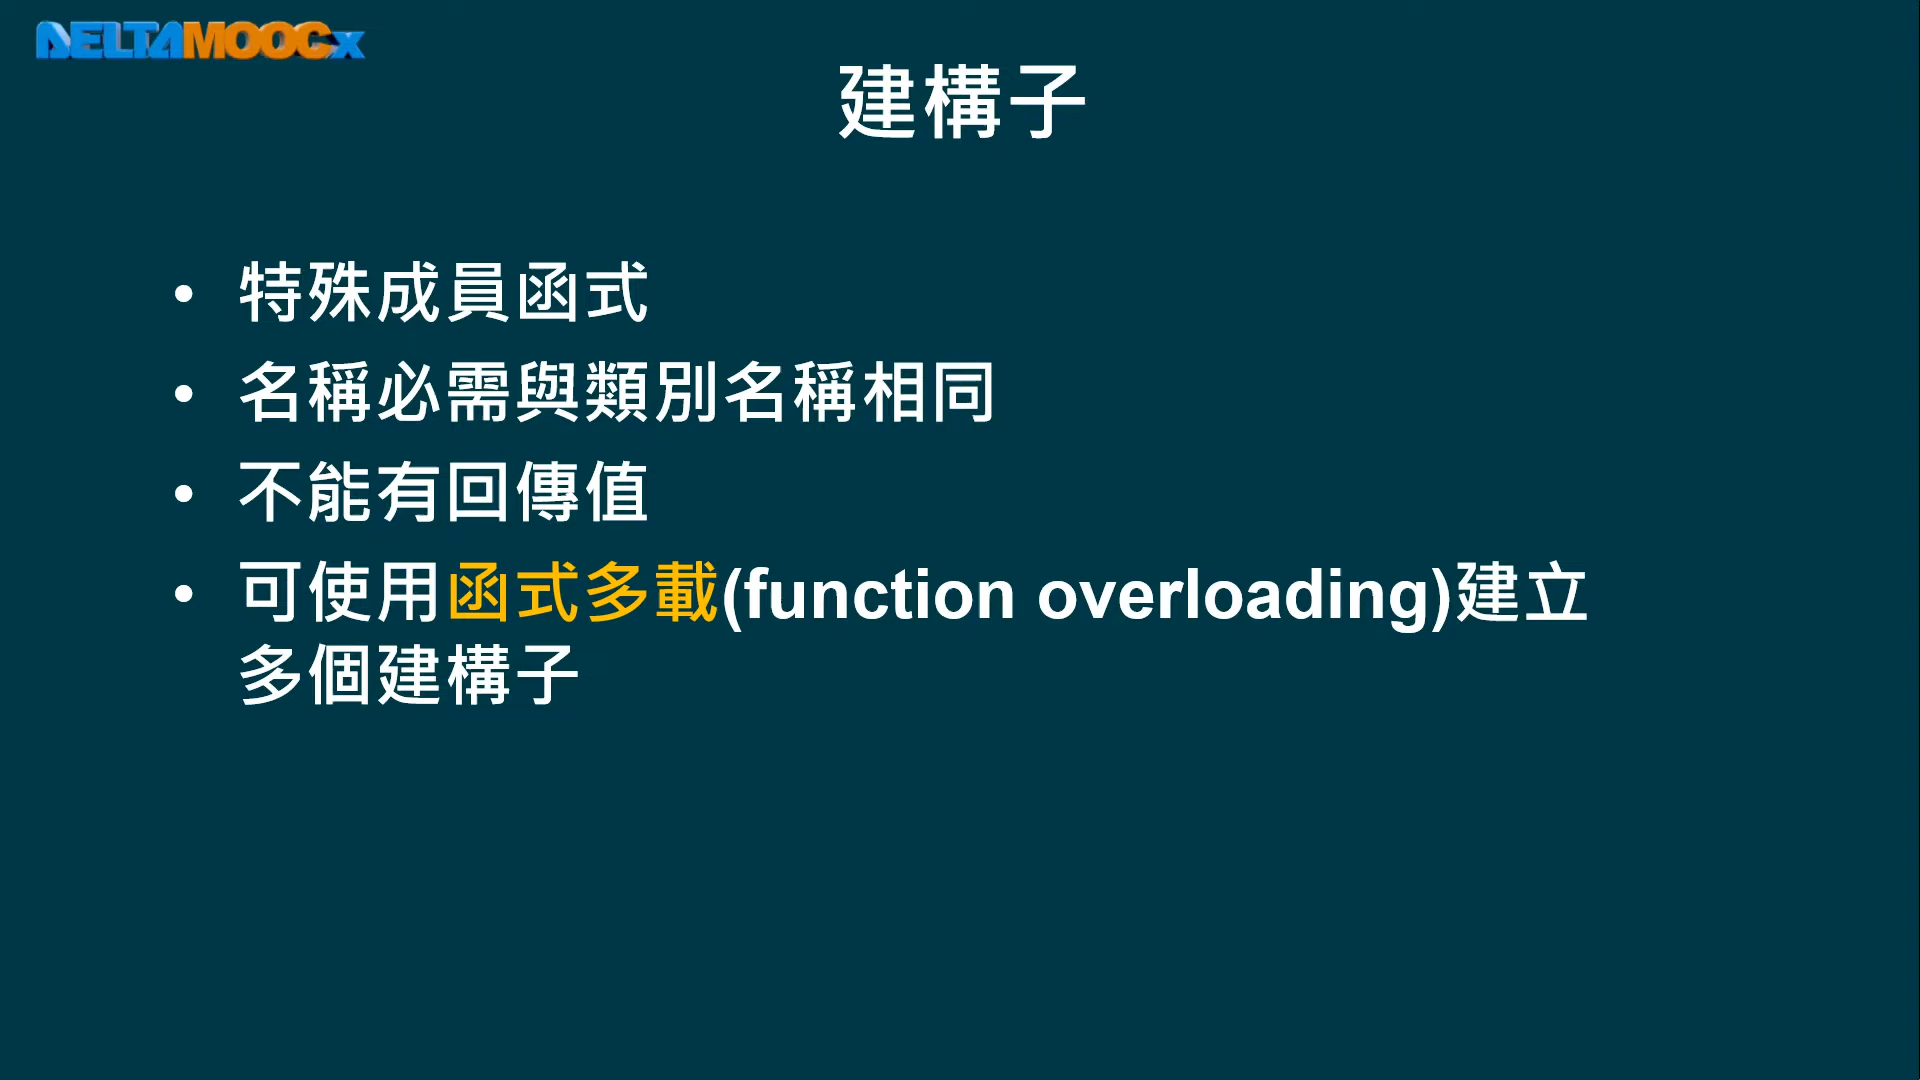 DELTAMOOCx
建構子
• 特殊成員函式
• 名稱必需與類別名稱相同
• 不能有回傳值
• 可使用函式多載(function overloading)建立
多個建構子